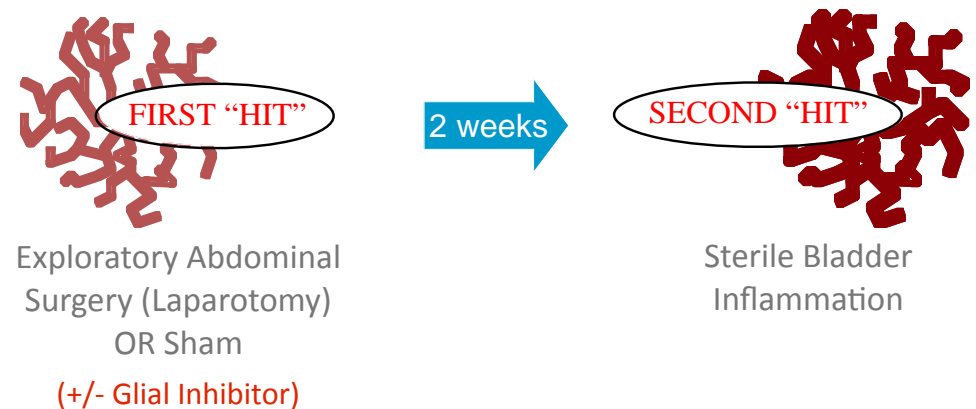 FIRST “HIT”
2 weeks
SECOND “HIT”
Exploratory Abdominal
Surgery (Laparotomy)
OR Sham
(+/- Glial Inhibitor)
Sterile Bladder
Inflammation